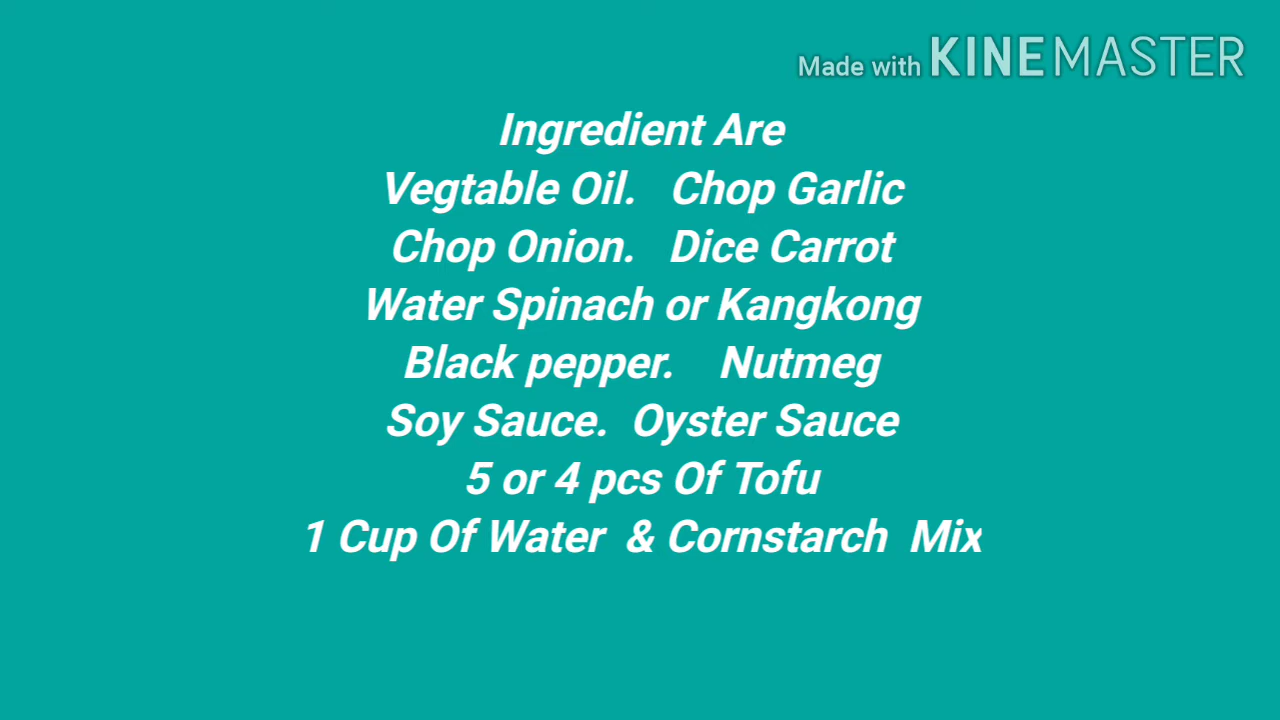 Made with KINEMASTER
Ingredient Are
Vegtable Oil. Chop Garlic
Chop Onion. Dice Carrot
Water Spinach or Kangkong
Black pepper. Nutmeg
Soy Sauce. Oyster Sauce
5 or 4 pcs Of Tofu
1 Cup Of Water & Cornstarch Mix